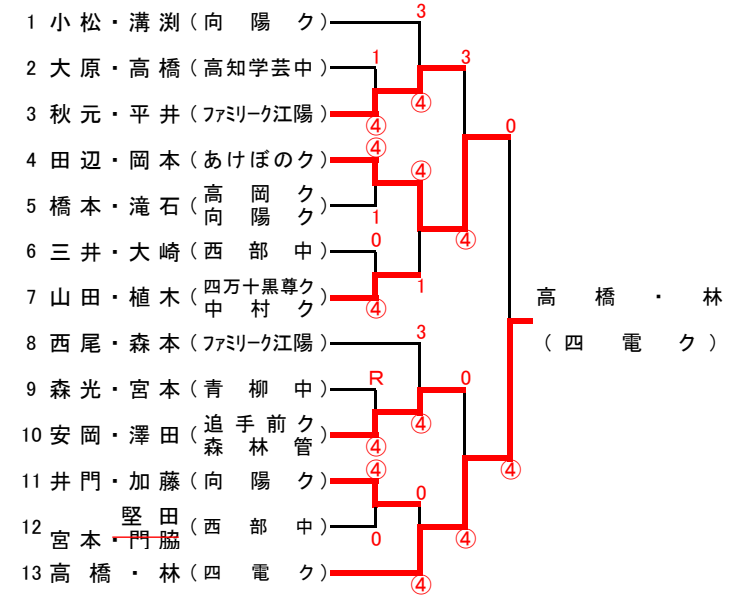 1 小松・溝渕(向陽ク)
2 大原・高橋(高知学芸中)
3 秋元・平井(ファミリーク江陽)
4 田辺・岡本(あけぼのク)
5 橋本・滝石(高岡ク 向陽ク)
6 三井・大崎(西部中)
7 山田・植木(四万十黒尊ク 中村ク)
8 西尾・森本(ファミリーク江陽)
9 森光・宮本(青柳中)
10 安岡・澤田(追手前ク 森林管)
11 井門・加藤(向陽ク)
12 宮本・門脇 堅田(西部中)
13 高橋・林(四電ク)
3
1
④
④
④
1
0
④
3
R
④
④
0
④
④
1
0
④
④
3
④
0
④
0
④
高橋・林
(四電ク)